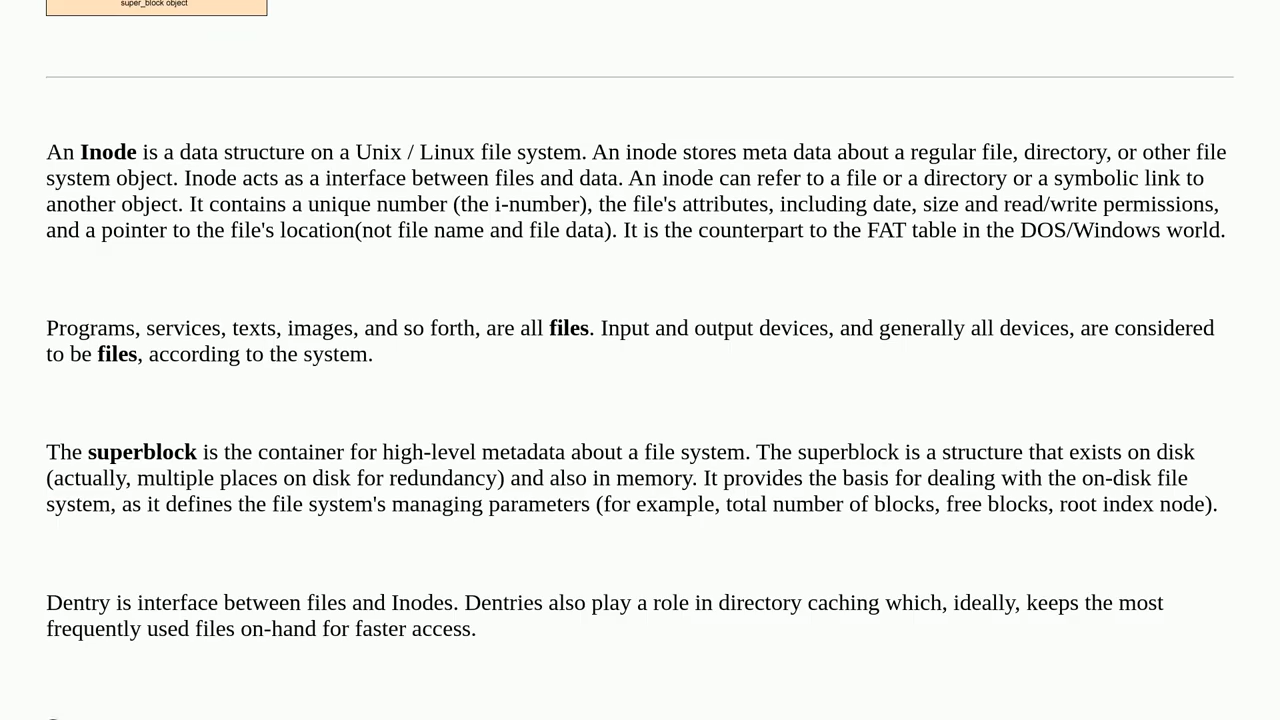 super_block object
An Inode is a data structure on a Unix / Linux file system. An inode stores meta data about a regular file, directory, or other file
system object. Inode acts as a interface between files and data. An inode can refer to a file or a directory or a symbolic link to
another object. It contains a unique number (the i-number), the file's attributes, including date, size and read/write permissions,
and a pointer to the file's location(not file name and file data). It is the counterpart to the FAT table in the DOS/Windows world.
Programs, services, texts, images, and so forth, are all files. Input and output devices, and generally all devices, are considered
to be files, according to the system.
The superblock is the container for high-level metadata about a file system. The superblock is a structure that exists on disk
(actually, multiple places on disk for redundancy) and also in memory. It provides the basis for dealing with the on-disk file
system, as it defines the file system's managing parameters (for example, total number of blocks, free blocks, root index node).
Dentry is interface between files and Inodes. Dentries also play a role in directory caching which, ideally, keeps the most
frequently used files on-hand for faster access.